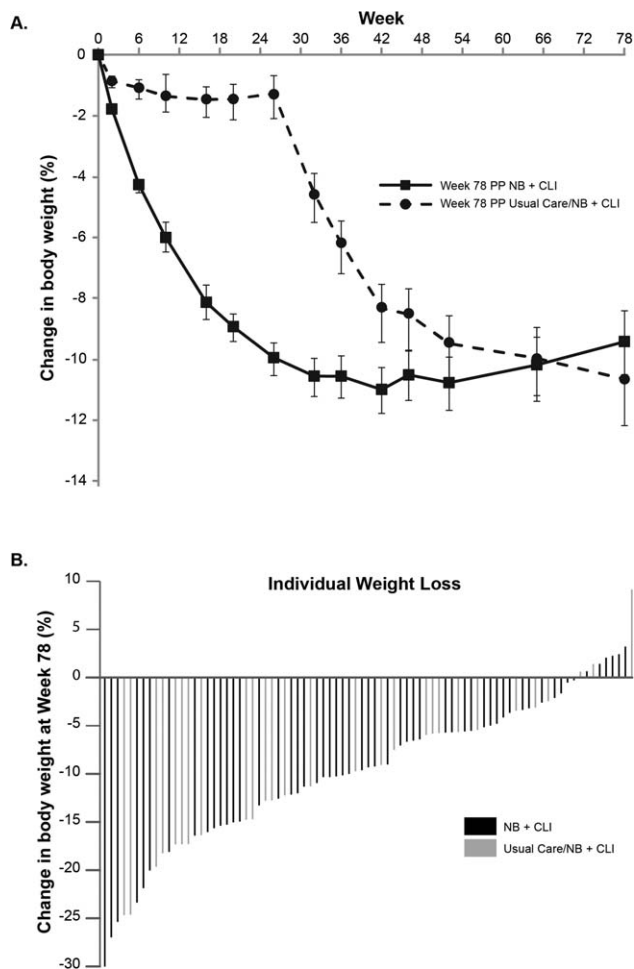 A.
Week
0 6 12 18 24 30 36 42 48 54 60 66 72 78
0
-2
-4
-6
-8
-10
-12
-14
Change in body weight (%)
Week 78 PP NB + CLI
Week 78 PP Usual Care/NB + CLI
B.
Individual Weight Loss
10
5
0
-5
-10
-15
-20
-25
-30
Change in body weight at Week 78 (%)
NB + CLI
Usual Care/NB + CLI